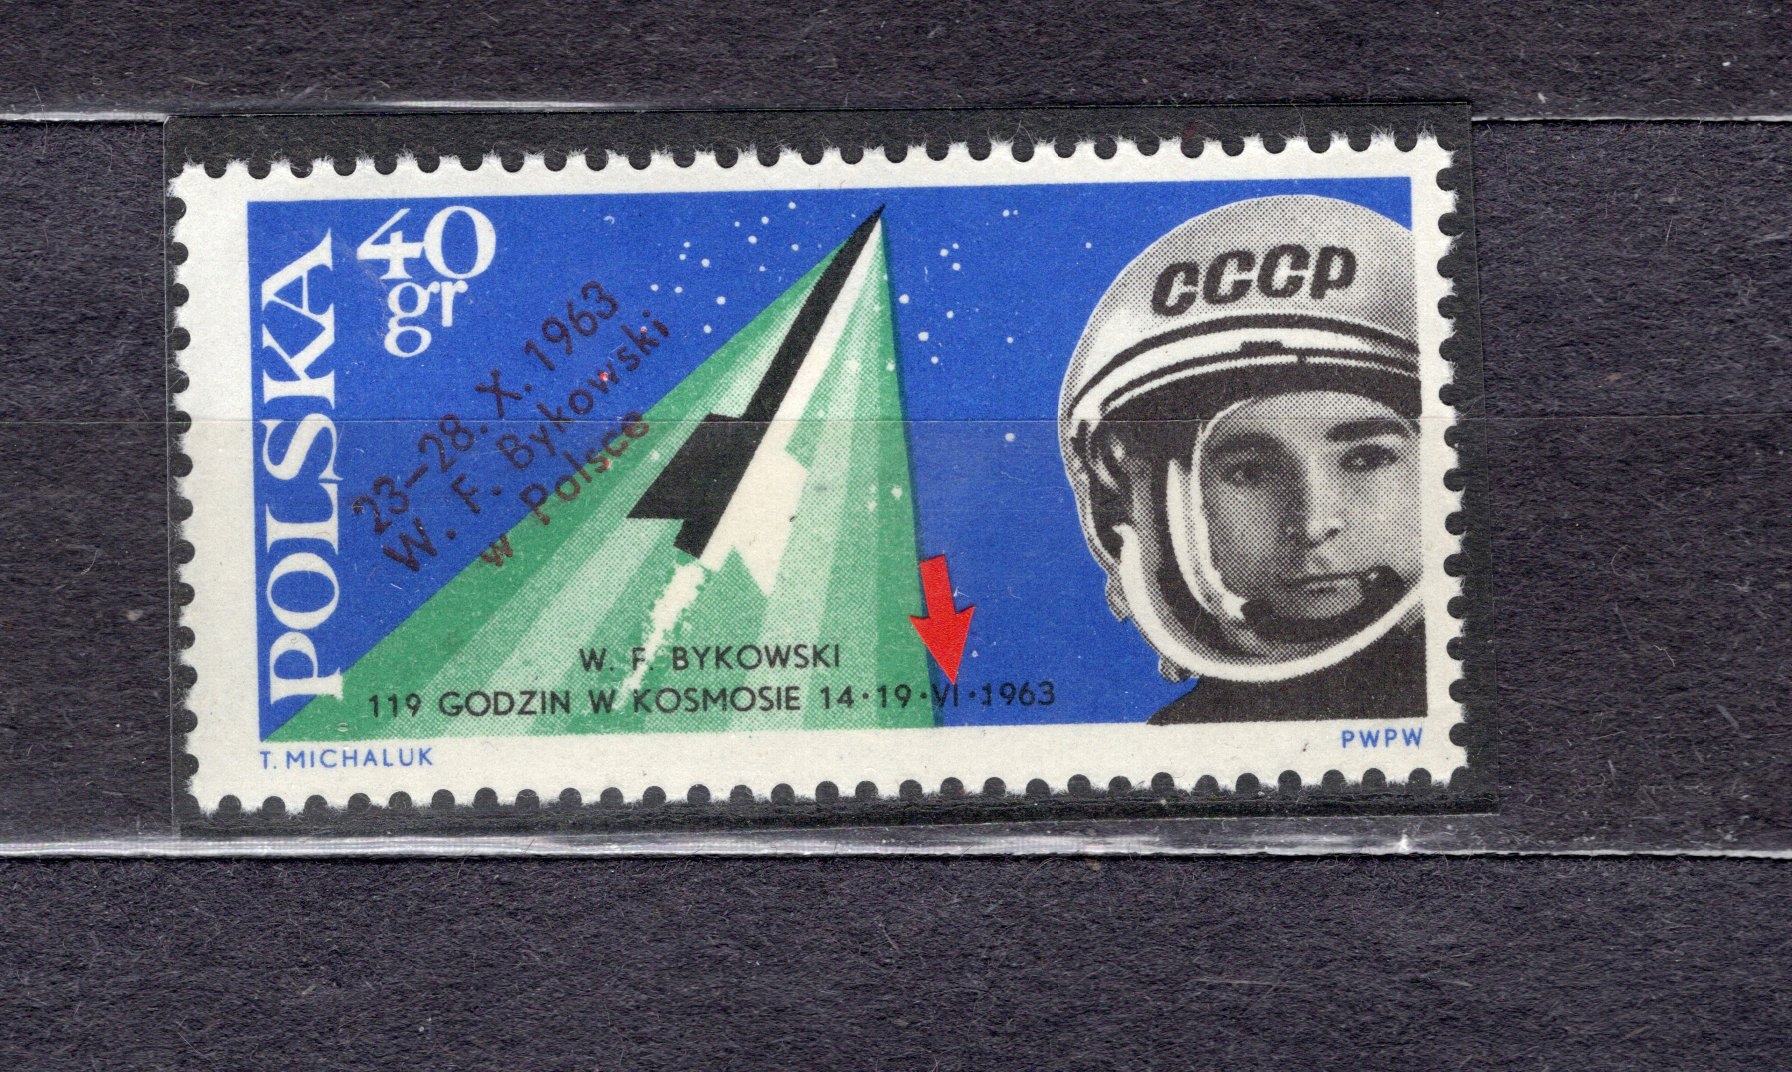 POLSKA
40
gr
23-28. X. 1963
W. F. Bykowski
w Polsce
CCCP
W. F. BYKOWSKI
119 GODZIN W KOSMOSIE 14·19·VI·1963
T. MICHALUK
PWPW